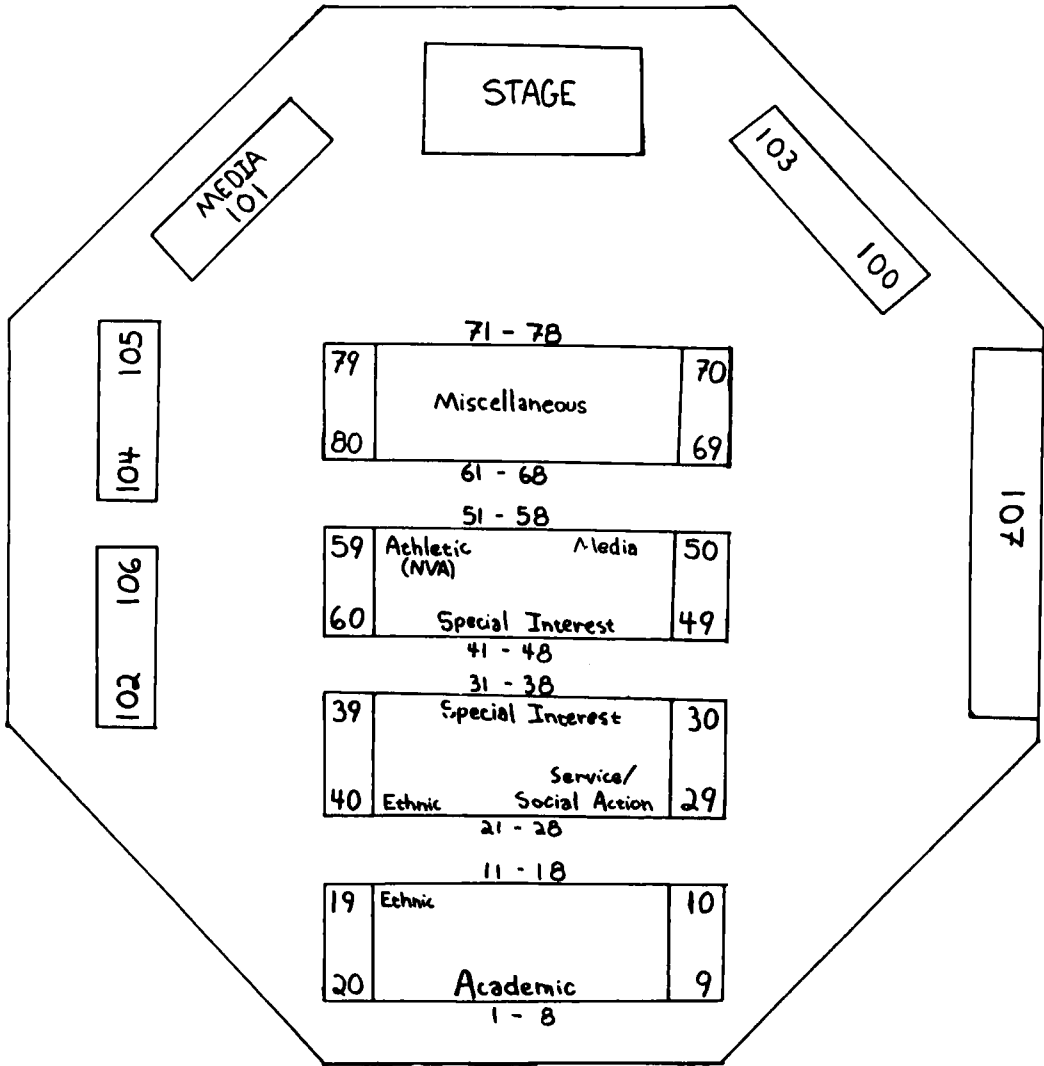 STAGE
MEDIA
101
103
100
105
104
106
102
107
71 - 78
79
70
Miscellaneous
80
69
61 - 68
51 - 58
59
Athletic
(NVA)
Media
50
60
Special Interest
49
41 - 48
31 - 38
39
Special Interest
30
40
Ethnic
Service/
Social Action
29
21 - 28
11 - 18
19
Ethnic
10
20
Academic
9
1 - 8